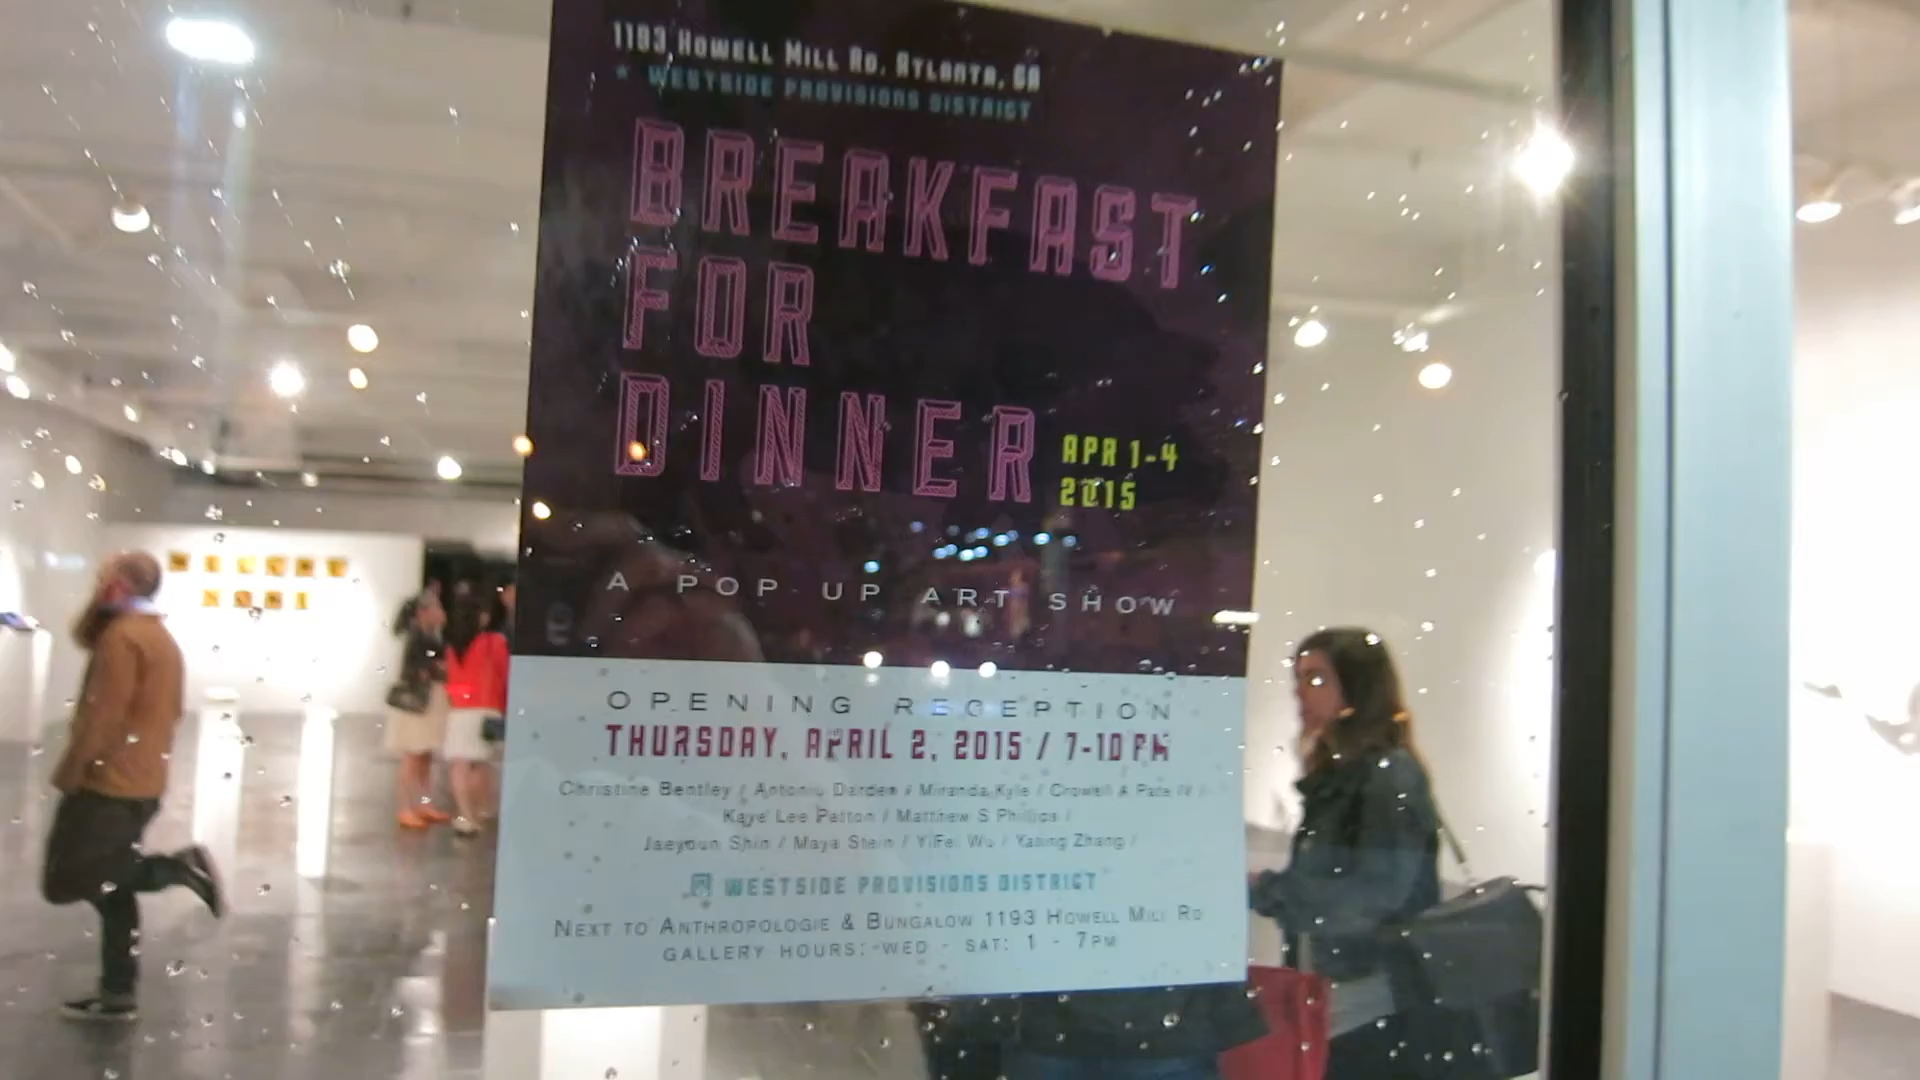 1193 Howell Mill Rd, Atlanta, GA
* Westside Provisions District
BREAKFAST
FOR
DINNER
APR 1-4
2015
A POP UP ART SHOW
OPENING RECEPTION
THURSDAY, APRIL 2, 2015 / 7-10 PM
Christine Bentley / Antonio Darden / Miranda Kyle / Crowell A Pate IV /
Kaye Lee Patton / Matthew S Phillips /
Jaeyoun Shin / Maya Stein / YiFei Wu / Yaning Zhang /
WESTSIDE PROVISIONS DISTRICT
Next to Anthropologie & Bungalow 1193 Howell Mill Rd
GALLERY HOURS: WED - SAT: 1 - 7PM